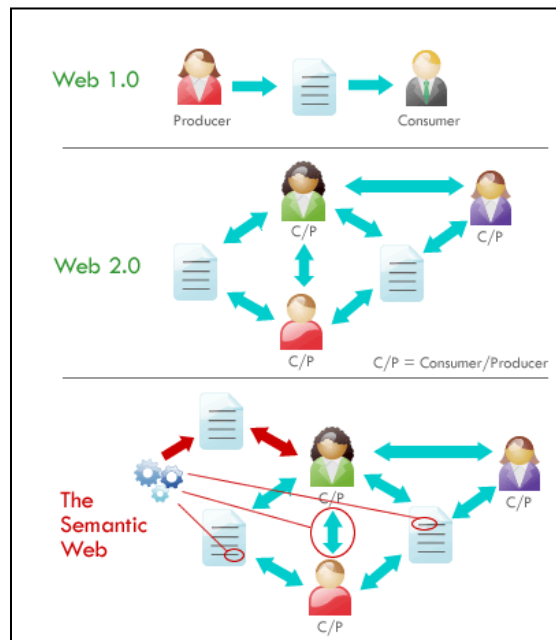 Web 1.0
Producer
Consumer
C/P
C/P
Web 2.0
C/P
C/P = Consumer/Producer
C/P
C/P
The
Semantic
Web
C/P